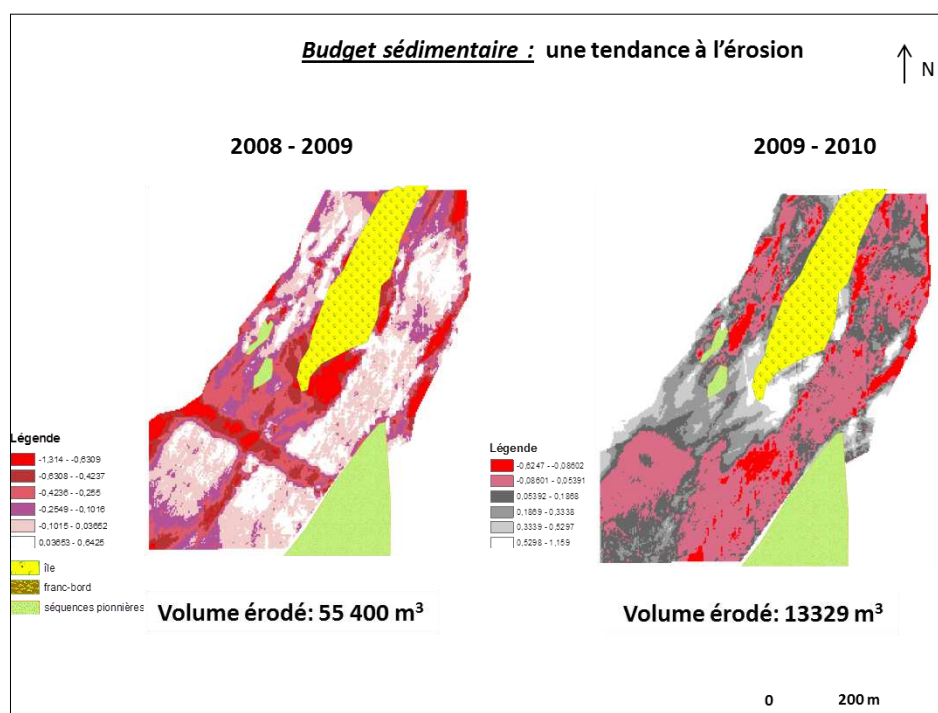 Budget sédimentaire : une tendance à l'érosion
N
2008 - 2009
2009 - 2010
Légende
-1,314 - -0,6309
-0,6308 - -0,4237
-0,4236 - -0,255
-0,2549 - -0,1016
-0,1015 - 0,03652
0,03653 - 0,6425
île
franc-bord
séquences pionnières
Légende
-0,6247 - -0,08602
-0,08601 - 0,05391
0,05392 - 0,1868
0,1869 - 0,3338
0,3339 - 0,5297
0,5298 - 1,159
Volume érodé: 55 400 m³
Volume érodé: 13329 m³
0 200 m